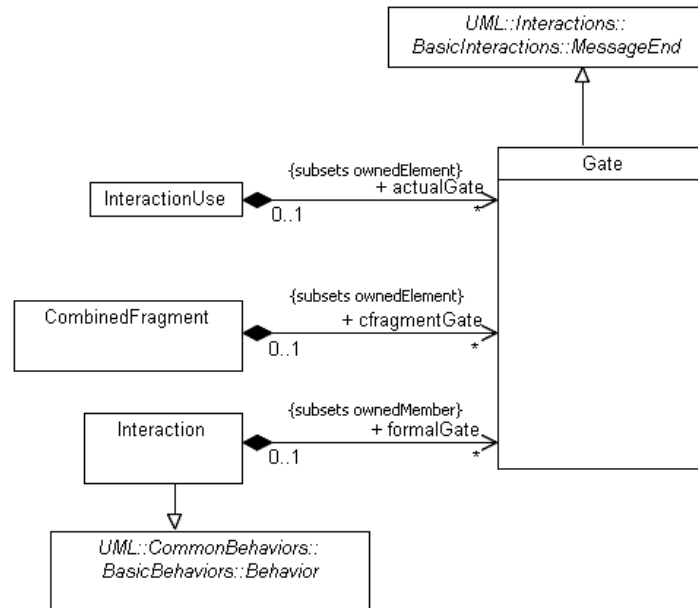 UML::Interactions::
BasicInteractions::MessageEnd
Gate
{subsets ownedElement}
+ actualGate
InteractionUse
0..1
*
{subsets ownedElement}
+ cfragmentGate
CombinedFragment
0..1
*
{subsets ownedMember}
+ formalGate
Interaction
0..1
*
UML::CommonBehaviors::
BasicBehaviors::Behavior